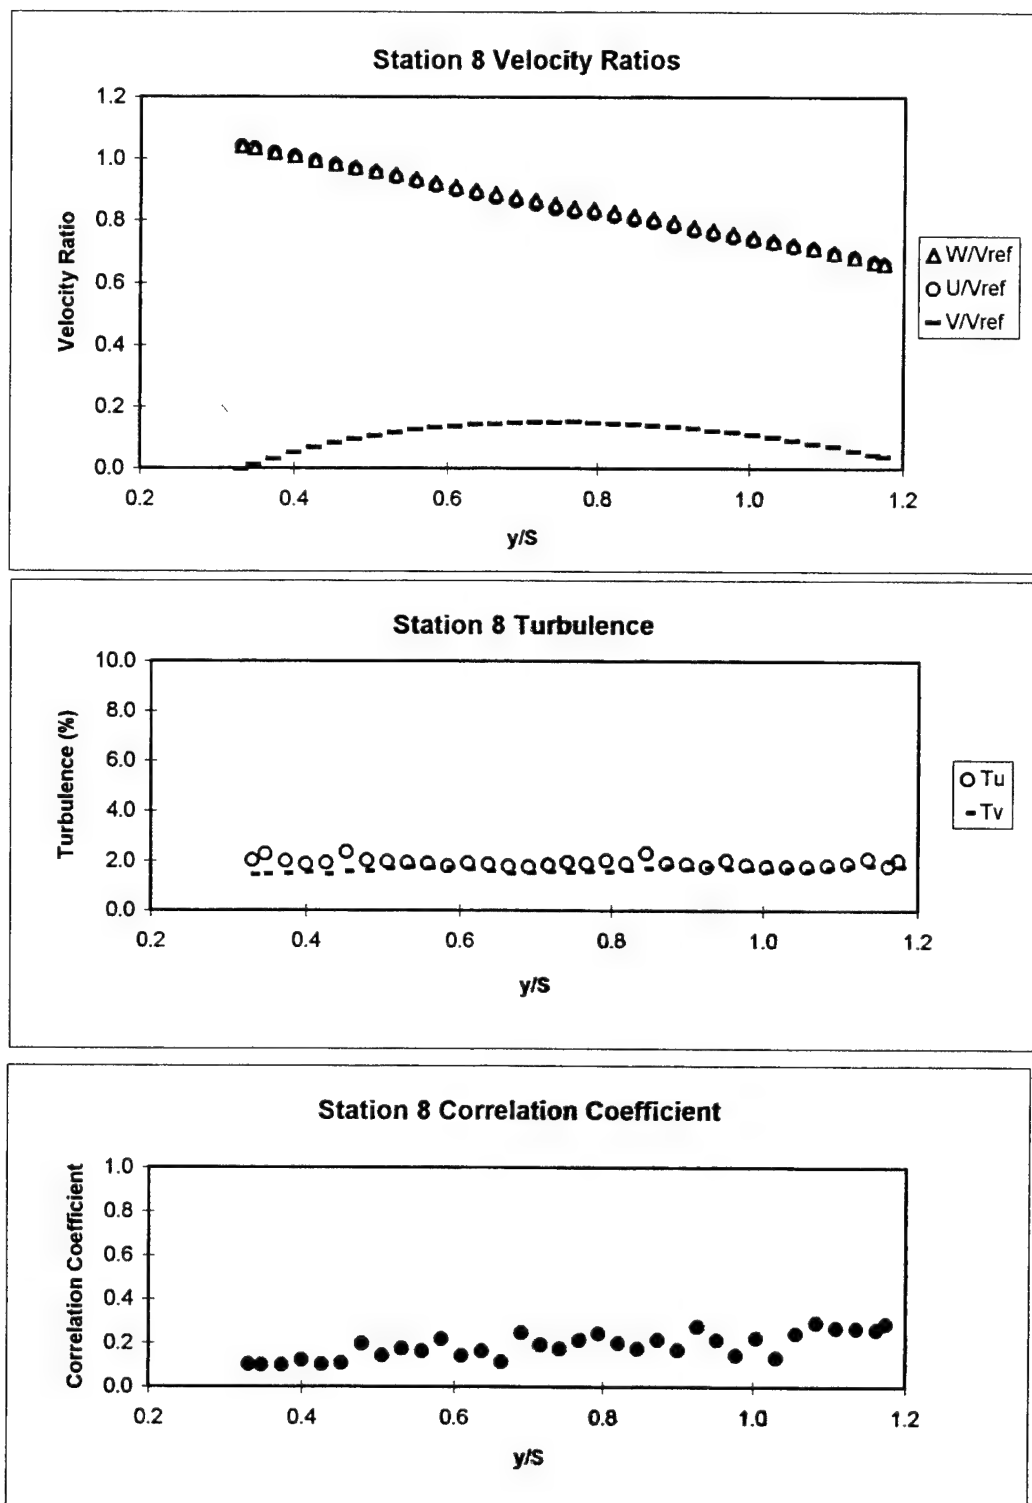 Station 8 Velocity Ratios
1.2
1.0
0.8
0.6
0.4
0.2
0.0
Velocity Ratio
0.2 0.4 0.6 0.8 1.0 1.2
y/S
W/Vref
U/Vref
V/Vref
Station 8 Turbulence
10.0
8.0
6.0
4.0
2.0
0.0
Turbulence (%)
0.2 0.4 0.6 0.8 1.0 1.2
y/S
Tu
Tv
Station 8 Correlation Coefficient
1.0
0.8
0.6
0.4
0.2
0.0
Correlation Coefficient
0.2 0.4 0.6 0.8 1.0 1.2
y/S